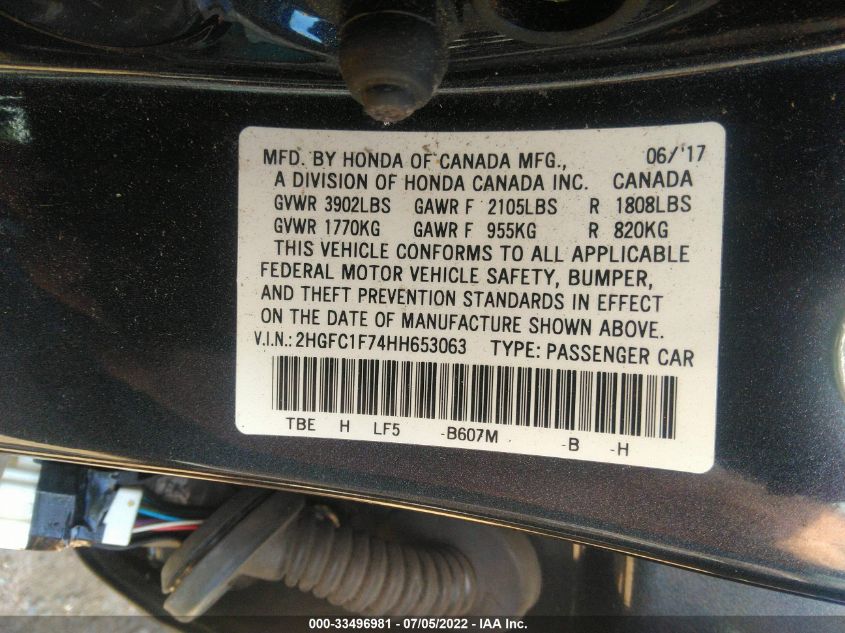 MFD. BY HONDA OF CANADA MFG., 06/'17
A DIVISION OF HONDA CANADA INC. CANADA
GVWR 3902LBS GAWR F 2105LBS R 1808LBS
GVWR 1770KG GAWR F 955KG R 820KG
THIS VEHICLE CONFORMS TO ALL APPLICABLE
FEDERAL MOTOR VEHICLE SAFETY, BUMPER,
AND THEFT PREVENTION STANDARDS IN EFFECT
ON THE DATE OF MANUFACTURE SHOWN ABOVE.
V.I.N.: 2HGFC1F74HH653063 TYPE: PASSENGER CAR
TBE H LF5 -B607M -B -H
000-33496981 - 07/05/2022 - IAA Inc.